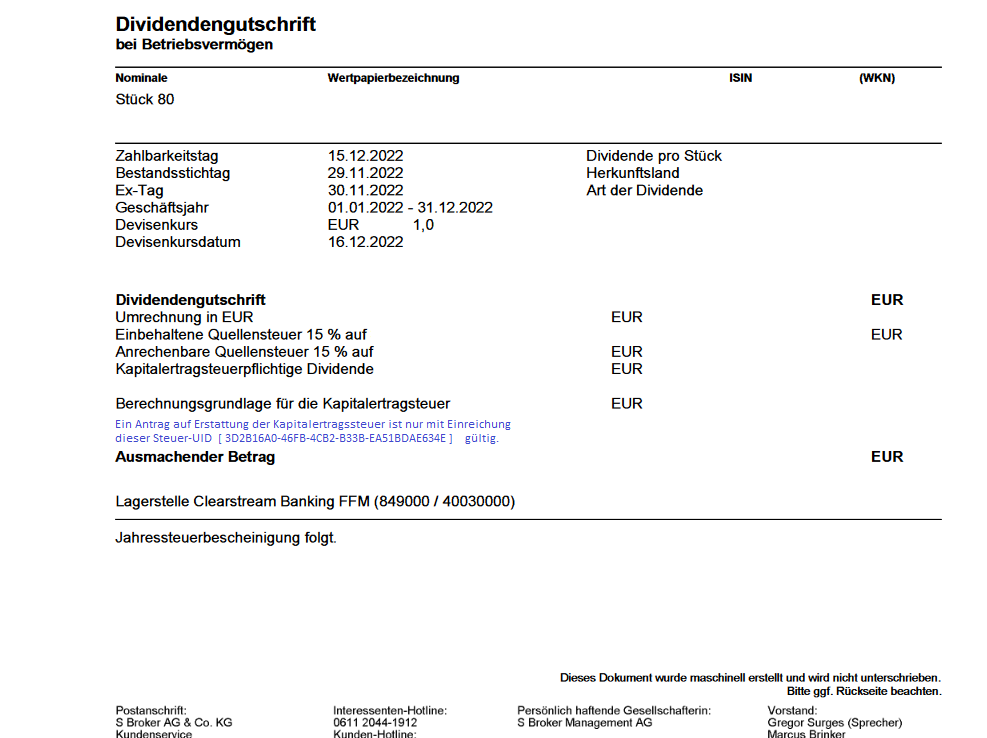 Dividendengutschrift
bei Betriebsvermögen
Nominale Wertpapierbezeichnung ISIN (WKN)
Stück 80
Zahlbarkeitstag 15.12.2022 Dividende pro Stück
Bestandsstichtag 29.11.2022 Herkunftsland
Ex-Tag 30.11.2022 Art der Dividende
Geschäftsjahr 01.01.2022 - 31.12.2022
Devisenkurs EUR 1,0
Devisenkursdatum 16.12.2022
Dividendengutschrift EUR
Umrechnung in EUR EUR
Einbehaltene Quellensteuer 15 % auf EUR
Anrechenbare Quellensteuer 15 % auf EUR
Kapitalertragsteuerpflichtige Dividende EUR
Berechnungsgrundlage für die Kapitalertragsteuer EUR
Ein Antrag auf Erstattung der Kapitalertragssteuer ist nur mit Einreichung
dieser Steuer-UID [ 3D2B16A0-46FB-4CB2-B33B-EA51BDAE634E ] gültig.
Ausmachender Betrag EUR
Lagerstelle Clearstream Banking FFM (849000 / 40030000)
Jahressteuerbescheinigung folgt.
Dieses Dokument wurde maschinell erstellt und wird nicht unterschrieben.
Bitte ggf. Rückseite beachten.
Postanschrift: Interessenten-Hotline: Persönlich haftende Gesellschafterin: Vorstand:
S Broker AG & Co. KG 0611 2044-1912 S Broker Management AG Gregor Surges (Sprecher)
Kundenservice Kunden-Hotline: Marcus Brinker